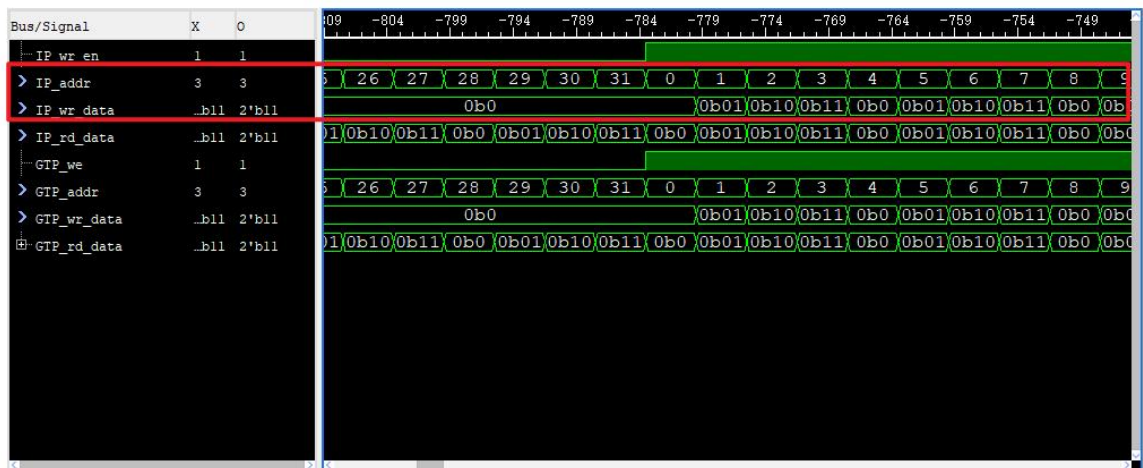 Bus/Signal X O 809 -804 -799 -794 -789 -784 -779 -774 -769 -764 -759 -754 -749
IP_wr_en 1 1
IP_addr 3 3 26 27 28 29 30 31 0 1 2 3 4 5 6 7 8 9
IP_wr_data ..b11 2'b11 0b0 0b01 0b10 0b11 0b0 0b01 0b10 0b11 0b0
IP_rd_data ..b11 2'b11 0b10 0b11 0b0 0b01 0b10 0b11 0b0 0b01 0b10 0b11 0b0 0b01 0b10 0b11 0b0
GTP_we 1 1
GTP_addr 3 3 26 27 28 29 30 31 0 1 2 3 4 5 6 7 8 9
GTP_wr_data ..b11 2'b11 0b0 0b01 0b10 0b11 0b0 0b01 0b10 0b11 0b0
GTP_rd_data ..b11 2'b11 0b10 0b11 0b0 0b01 0b10 0b11 0b0 0b01 0b10 0b11 0b0 0b01 0b10 0b11 0b0